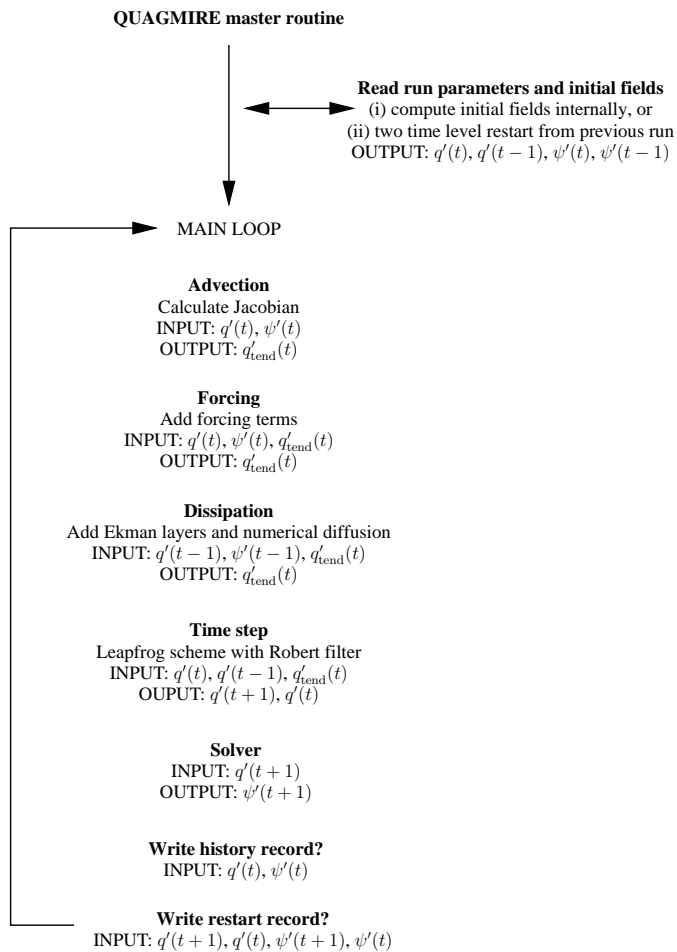 QUAGMIRE master routine
Read run parameters and initial fields
(i) compute initial fields internally, or
(ii) two time level restart from previous run
OUTPUT: q′(t), q′(t − 1), ψ′(t), ψ′(t − 1)
MAIN LOOP
Advection
Calculate Jacobian
INPUT: q′(t), ψ′(t)
OUTPUT: q′tend(t)
Forcing
Add forcing terms
INPUT: q′(t), ψ′(t), q′tend(t)
OUTPUT: q′tend(t)
Dissipation
Add Ekman layers and numerical diffusion
INPUT: q′(t − 1), ψ′(t − 1), q′tend(t)
OUTPUT: q′tend(t)
Time step
Leapfrog scheme with Robert filter
INPUT: q′(t), q′(t − 1), q′tend(t)
OUPUT: q′(t + 1), q′(t)
Solver
INPUT: q′(t + 1)
OUTPUT: ψ′(t + 1)
Write history record?
INPUT: q′(t), ψ′(t)
Write restart record?
INPUT: q′(t + 1), q′(t), ψ′(t + 1), ψ′(t)